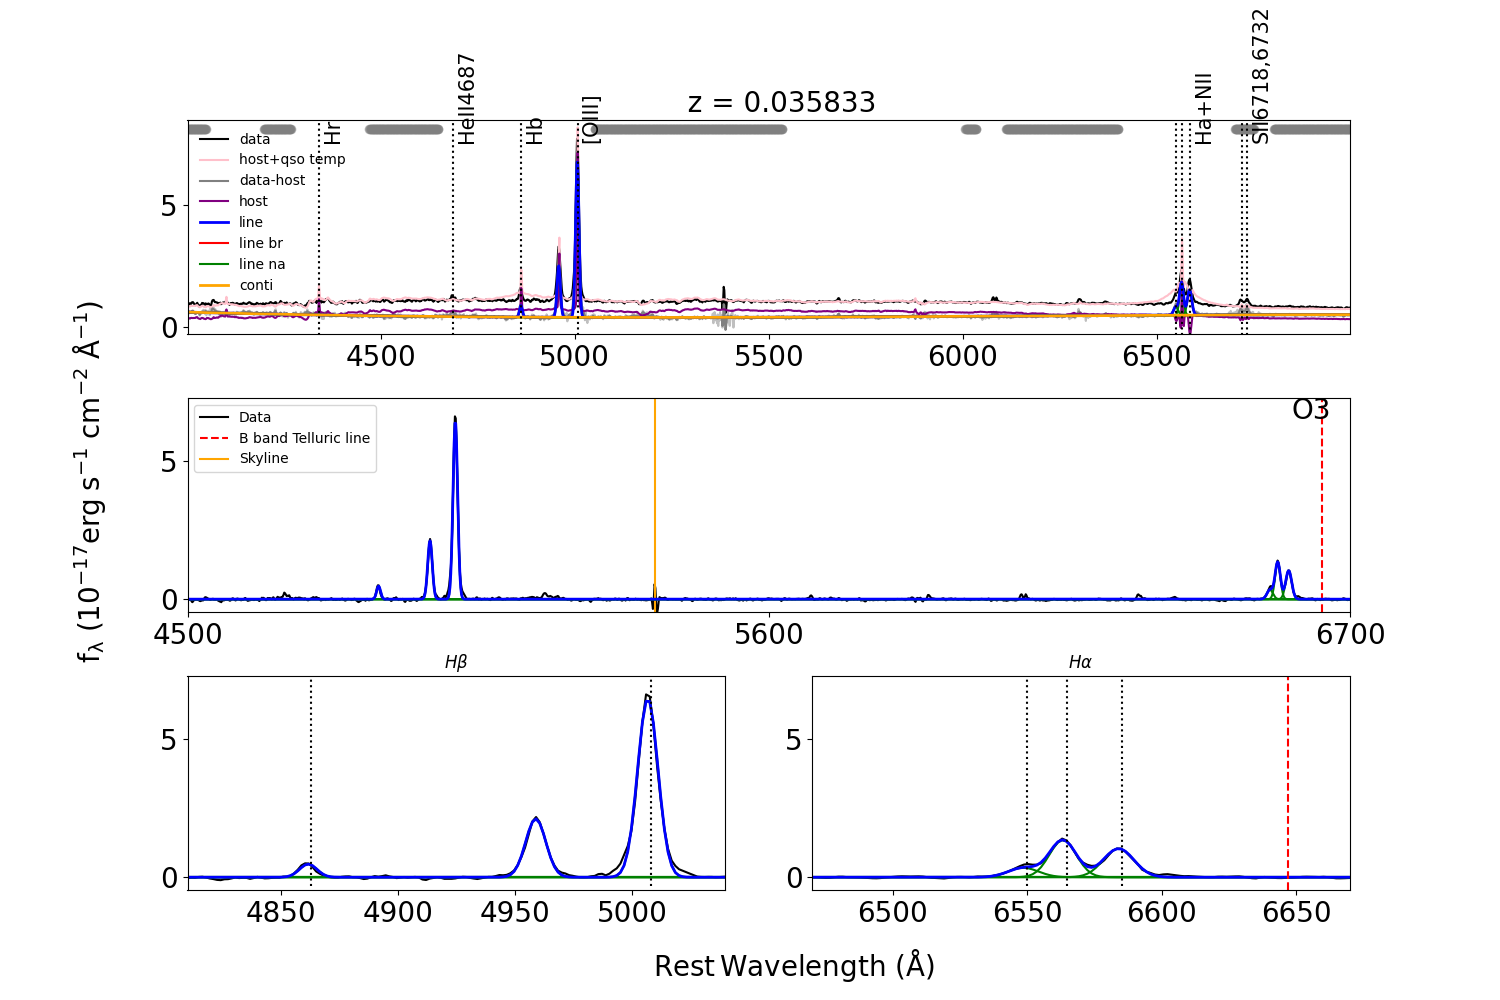 z = 0.035833
Hr
HeII4687
Hb
[OIII]
Ha+NII
SII6718,6732
data
host+qso temp
data-host
host
line
line br
line na
conti
5
0
4500
5000
5500
6000
6500
f_λ (10⁻¹⁷erg s⁻¹ cm⁻² Å⁻¹)
Data
B band Telluric line
Skyline
O3
5
0
4500
5600
6700
Hβ
5
0
4850
4900
4950
5000
Hα
5
0
6500
6550
6600
6650
Rest Wavelength (Å)